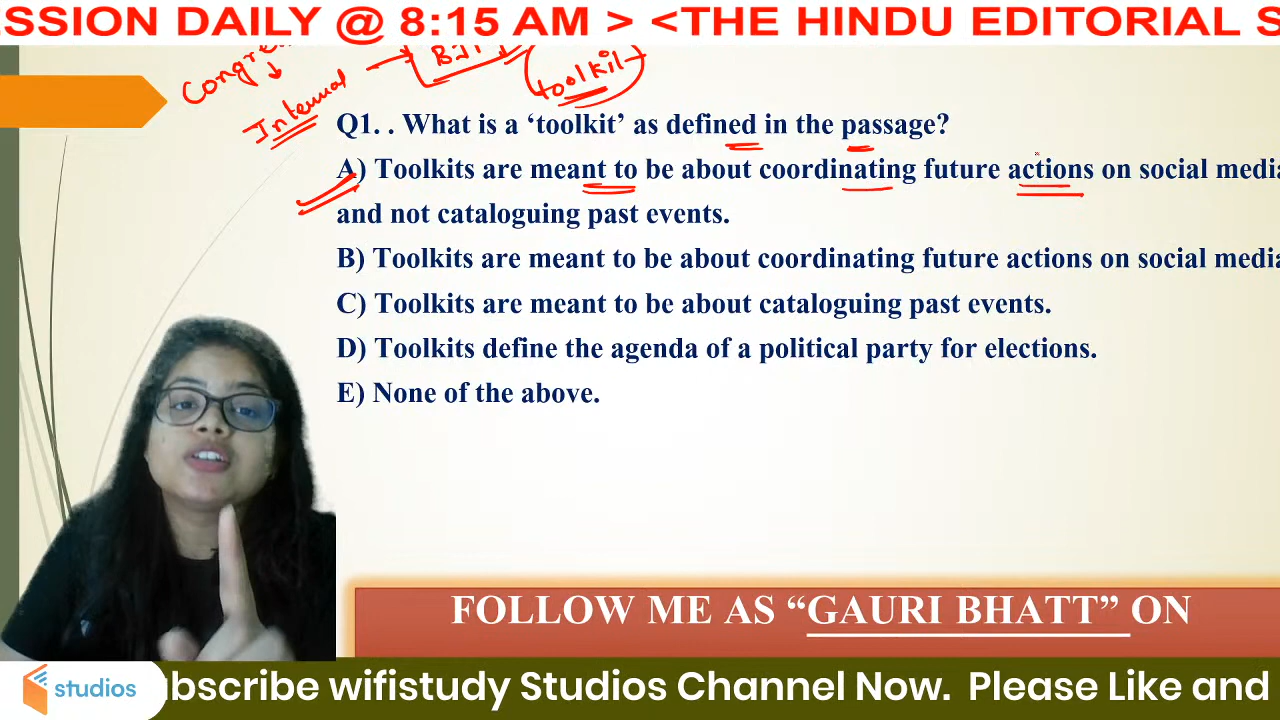 SSION DAILY @ 8:15 AM > <THE HINDU EDITORIAL S
Internal
toolkit
Q1. . What is a ‘toolkit’ as defined in the passage?
A) Toolkits are meant to be about coordinating future actions on social media
and not cataloguing past events.
B) Toolkits are meant to be about coordinating future actions on social media
C) Toolkits are meant to be about cataloguing past events.
D) Toolkits define the agenda of a political party for elections.
E) None of the above.
FOLLOW ME AS “GAURI BHATT” ON
studios
bscribe wifistudy Studios Channel Now. Please Like and